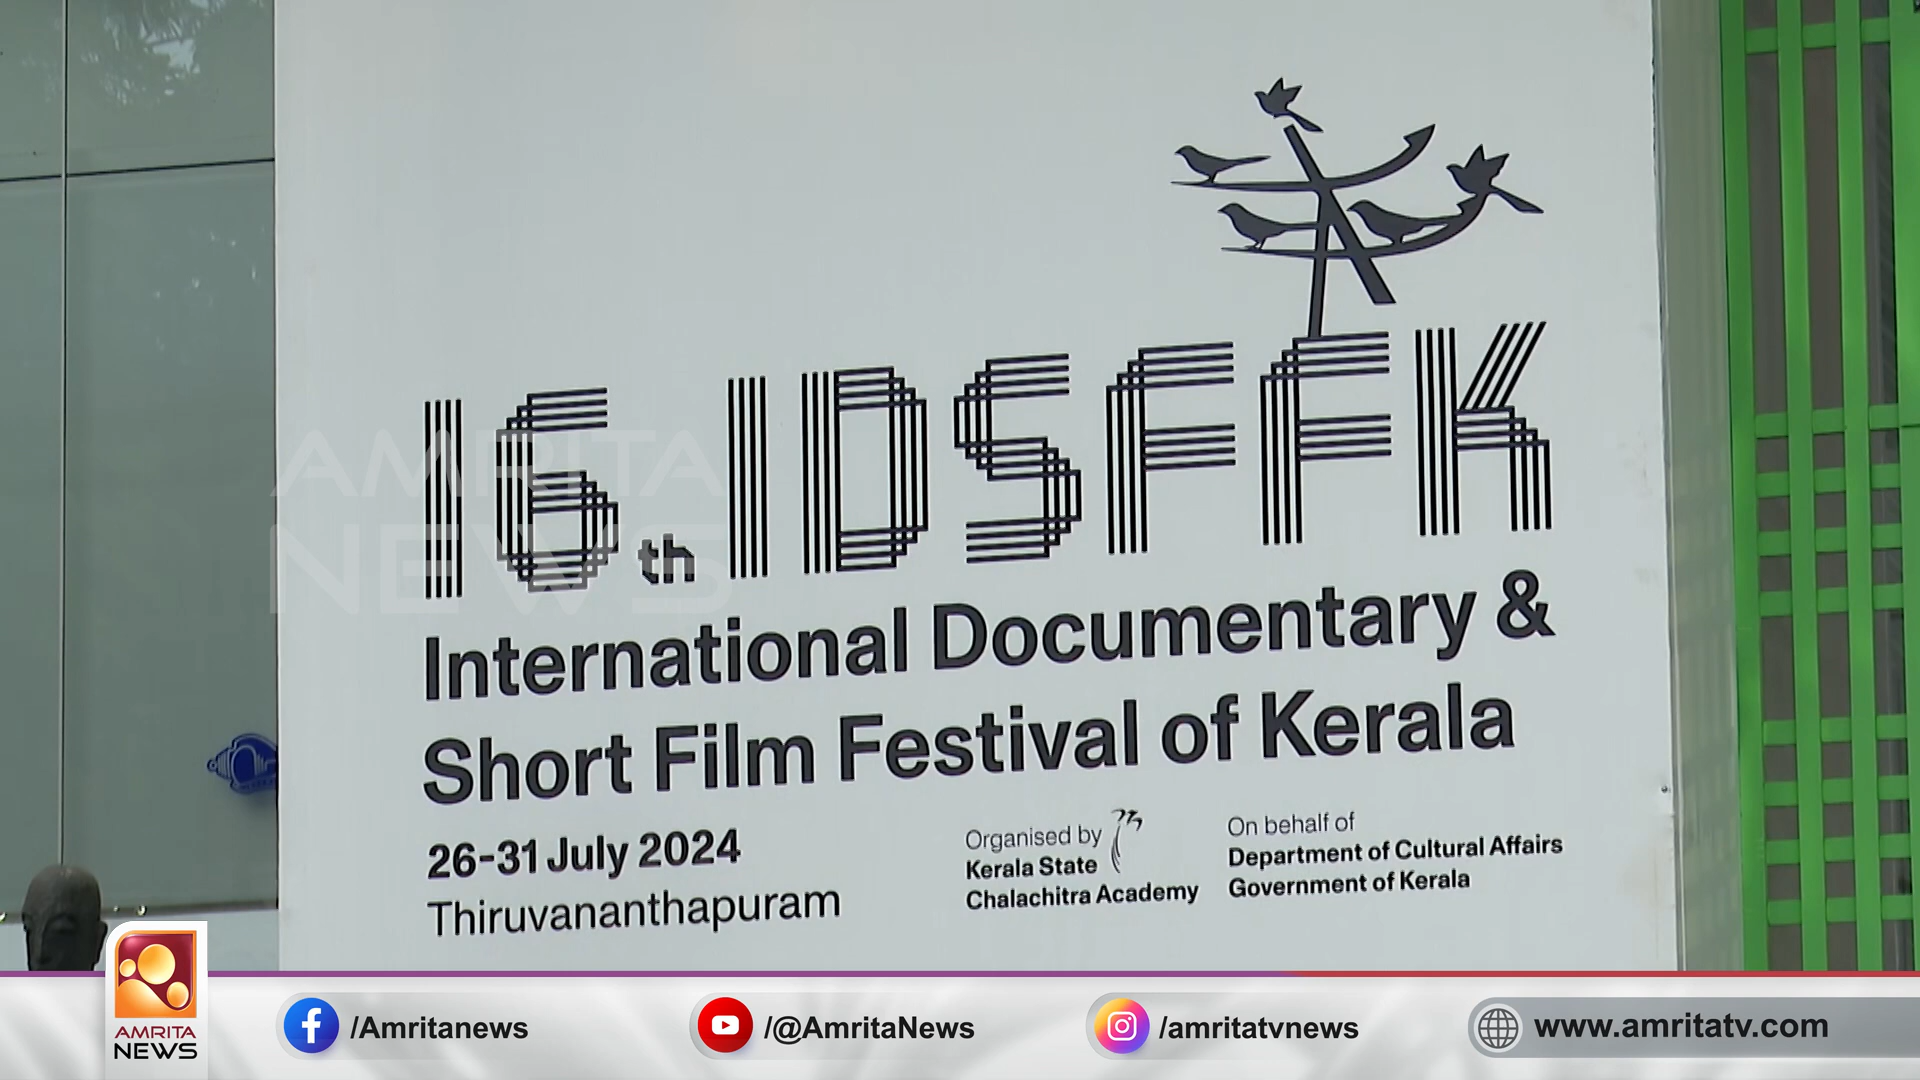 16th IDSFFK
International Documentary &
Short Film Festival of Kerala
26-31 July 2024
Thiruvananthapuram
Organised by
Kerala State
Chalachitra Academy
On behalf of
Department of Cultural Affairs
Government of Kerala
AMRITA
NEWS
AMRITA
NEWS
/Amritanews
/@AmritaNews
/amritatvnews
www.amritatv.com